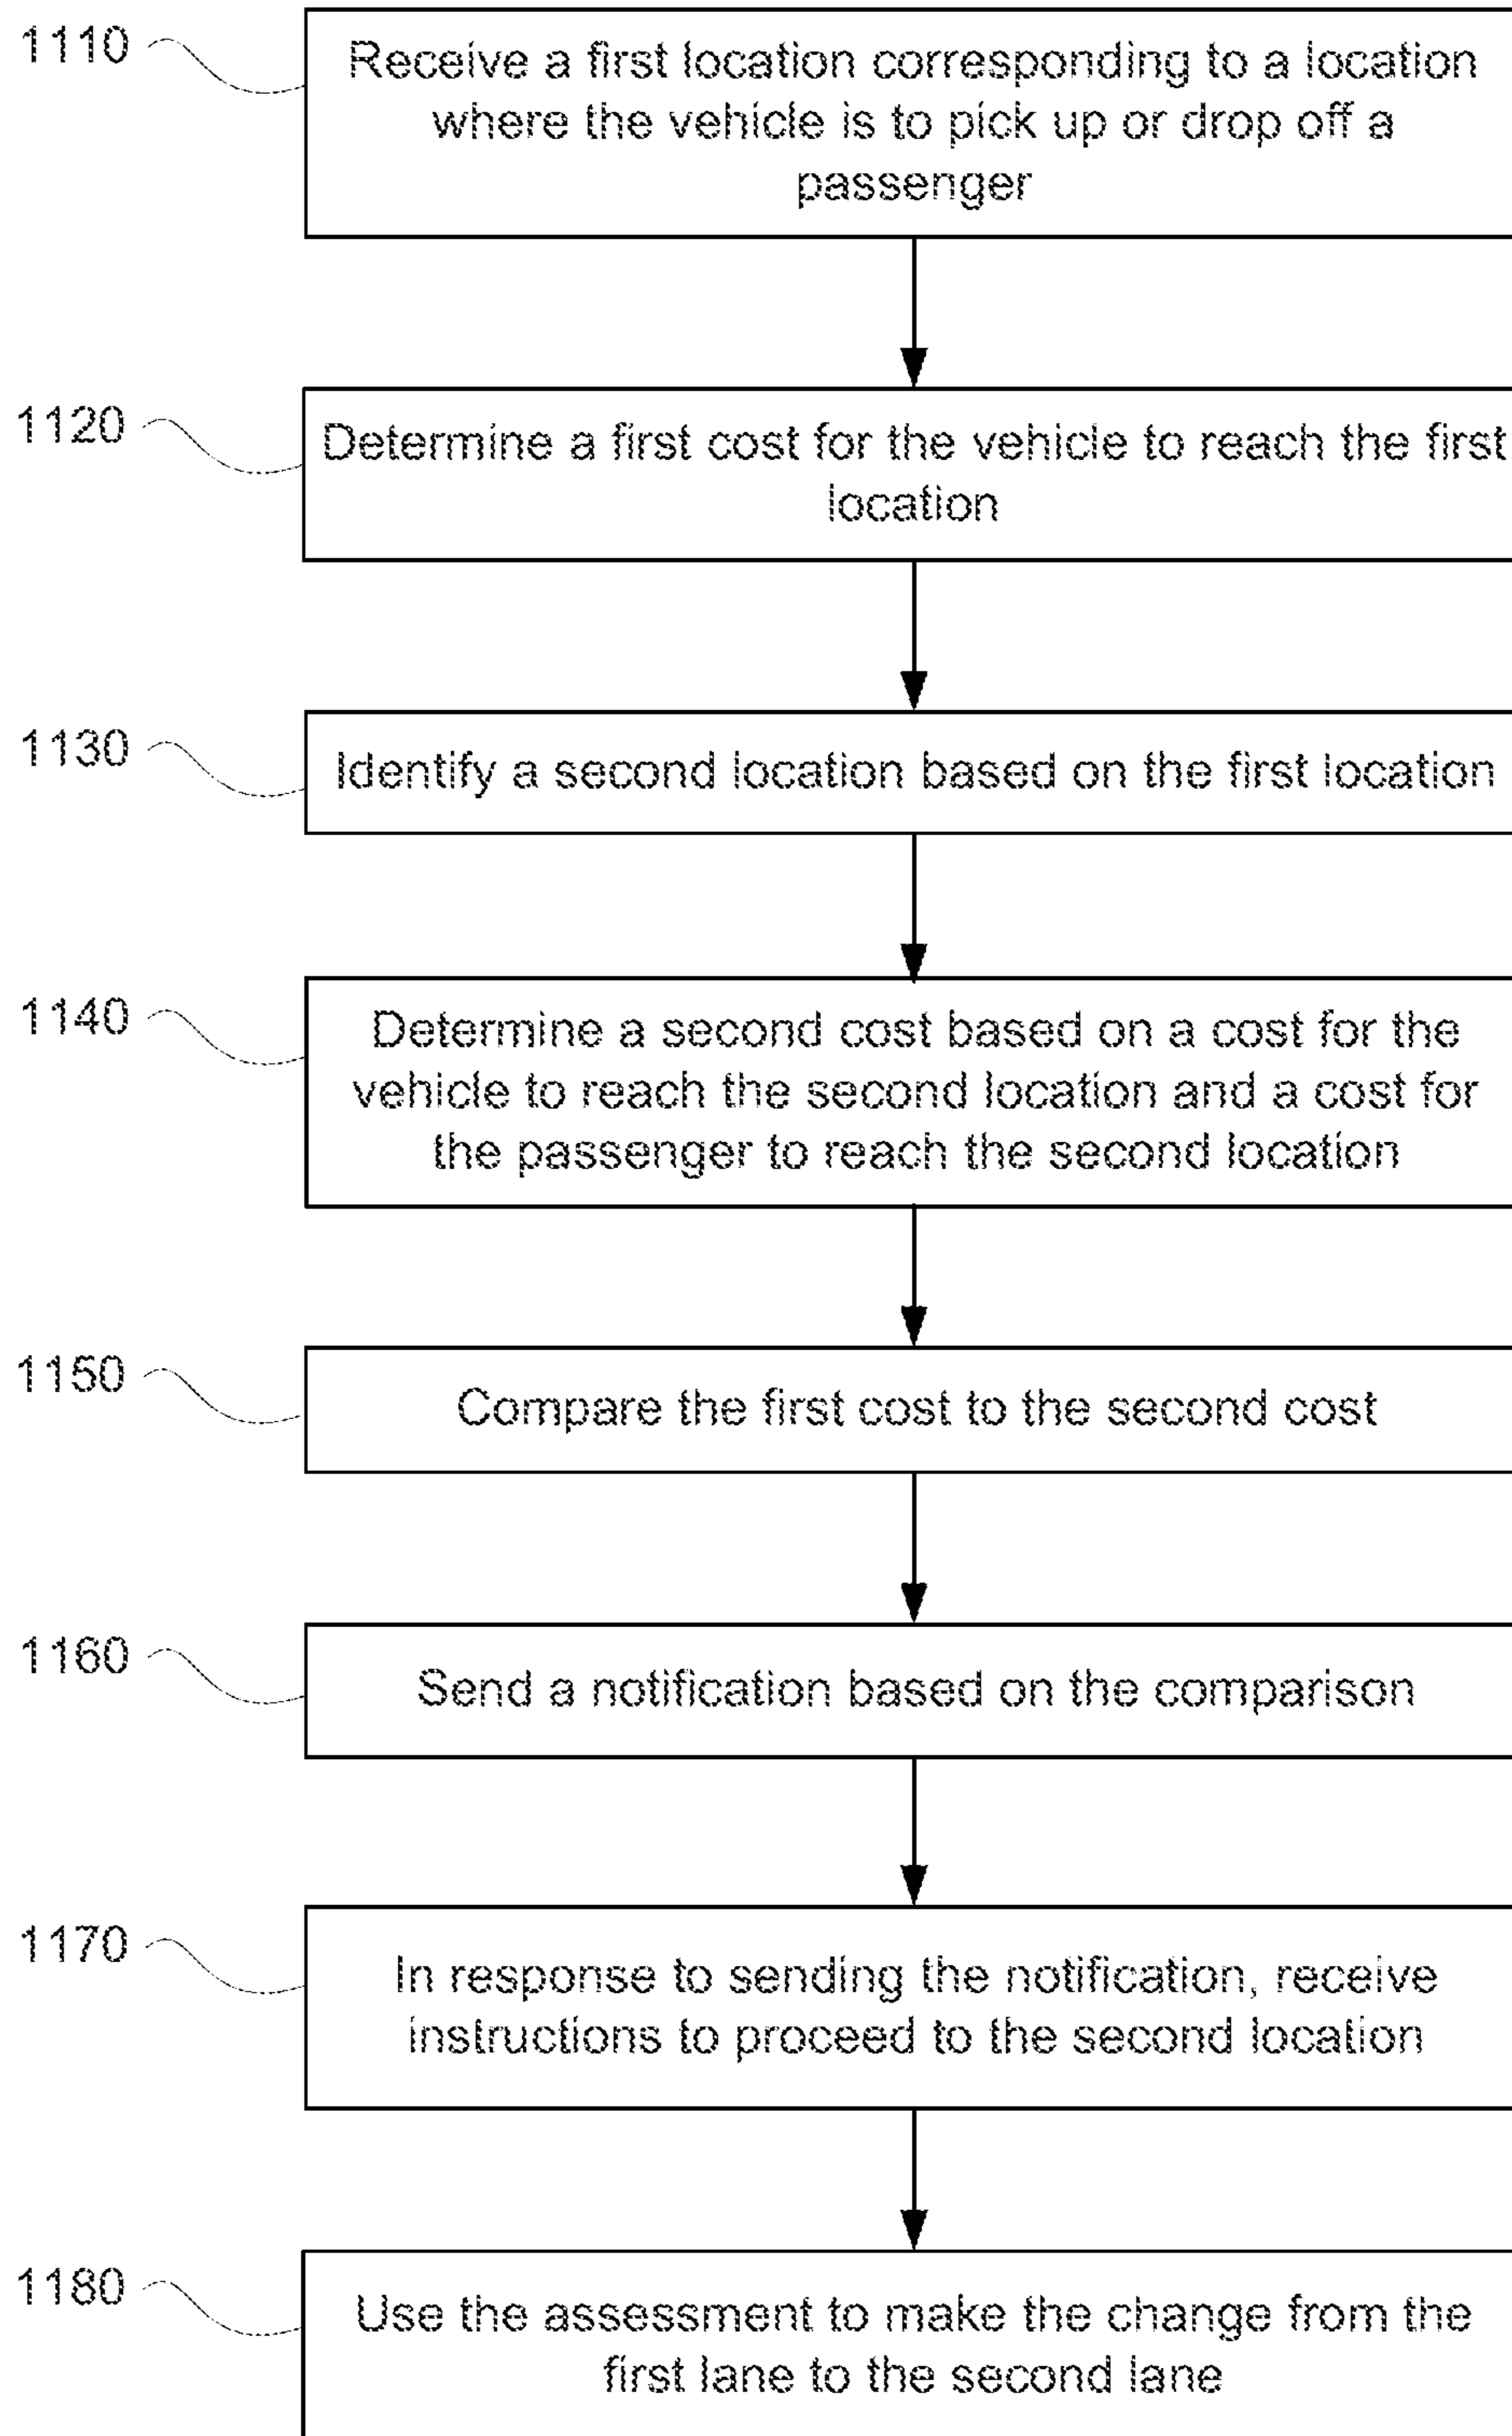 1110
Receive a first location corresponding to a location
where the vehicle is to pick up or drop off a
passenger
1120
Determine a first cost for the vehicle to reach the first
location
1130
Identify a second location based on the first location
1140
Determine a second cost based on a cost for the
vehicle to reach the second location and a cost for
the passenger to reach the second location
1150
Compare the first cost to the second cost
1160
Send a notification based on the comparison
1170
In response to sending the notification, receive
instructions to proceed to the second location
1180
Use the assessment to make the change from the
first lane to the second lane